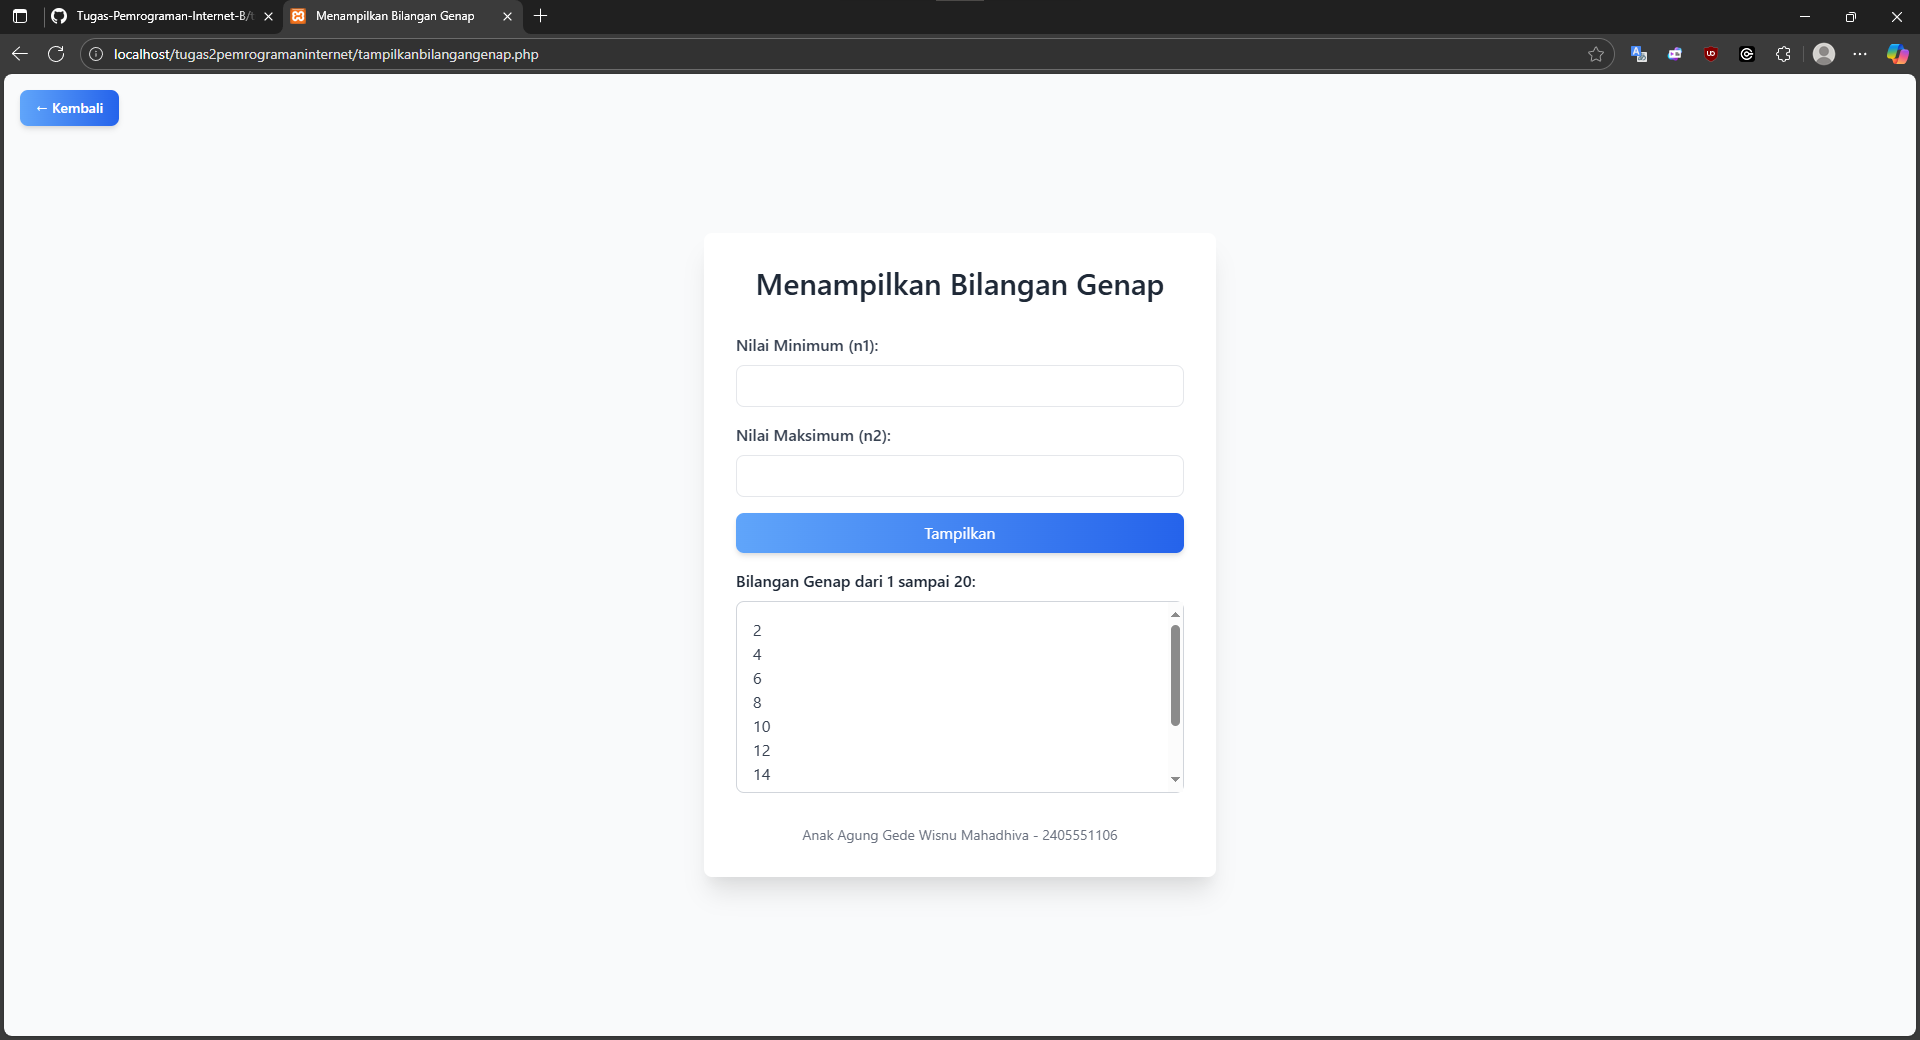 Tugas-Pemrograman-Internet-B/t
Menampilkan Bilangan Genap
localhost/tugas2pemrogramaninternet/tampilkanbilangangenap.php
← Kembali
Menampilkan Bilangan Genap
Nilai Minimum (n1):
Nilai Maksimum (n2):
Tampilkan
Bilangan Genap dari 1 sampai 20:
2
4
6
8
10
12
14
Anak Agung Gede Wisnu Mahadhiva - 2405551106